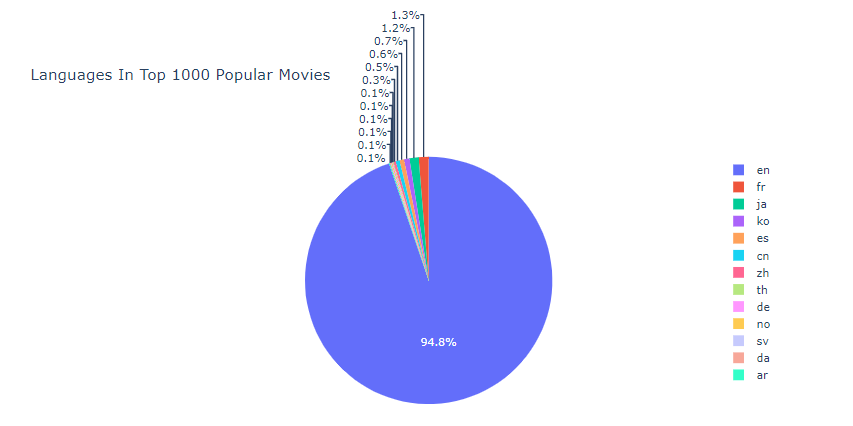 1.3%
1.2%
0.7%
0.6%
0.5%
Languages In Top 1000 Popular Movies
0.3%
0.1%
0.1%
0.1%
0.1%
0.1%
0.1%
94.8%
en
fr
ja
ko
es
cn
zh
th
de
no
sv
da
ar